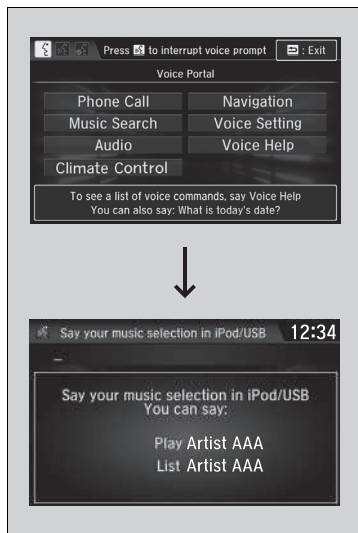 Press to interrupt voice prompt : Exit
Voice Portal
Phone Call Navigation
Music Search Voice Setting
Audio Voice Help
Climate Control
To see a list of voice commands, say Voice Help
You can also say: What is today's date?
Say your music selection in iPod/USB 12:34
Say your music selection in iPod/USB
You can say:
Play Artist AAA
List Artist AAA